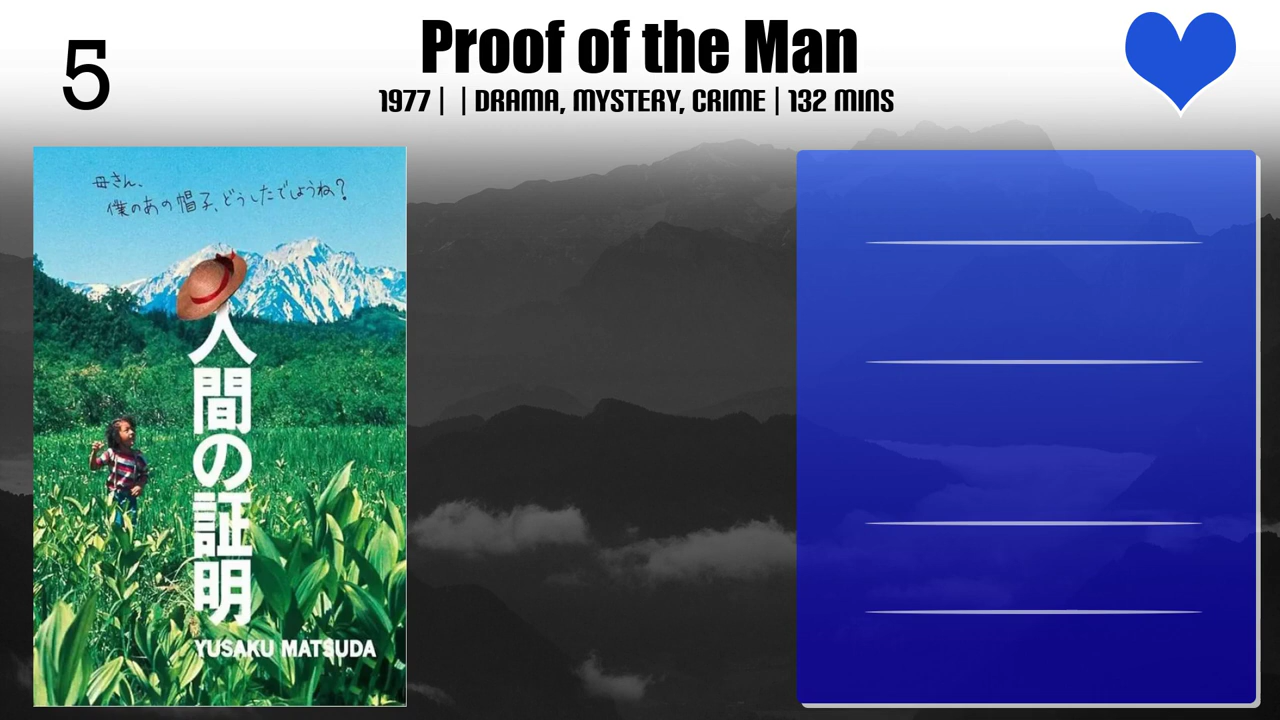 5
Proof of the Man
1977 | | DRAMA, MYSTERY, CRIME | 132 MINS
母さん、
僕のあの帽子、どうしたでしょうね?
人間の証明
YUSAKU MATSUDA